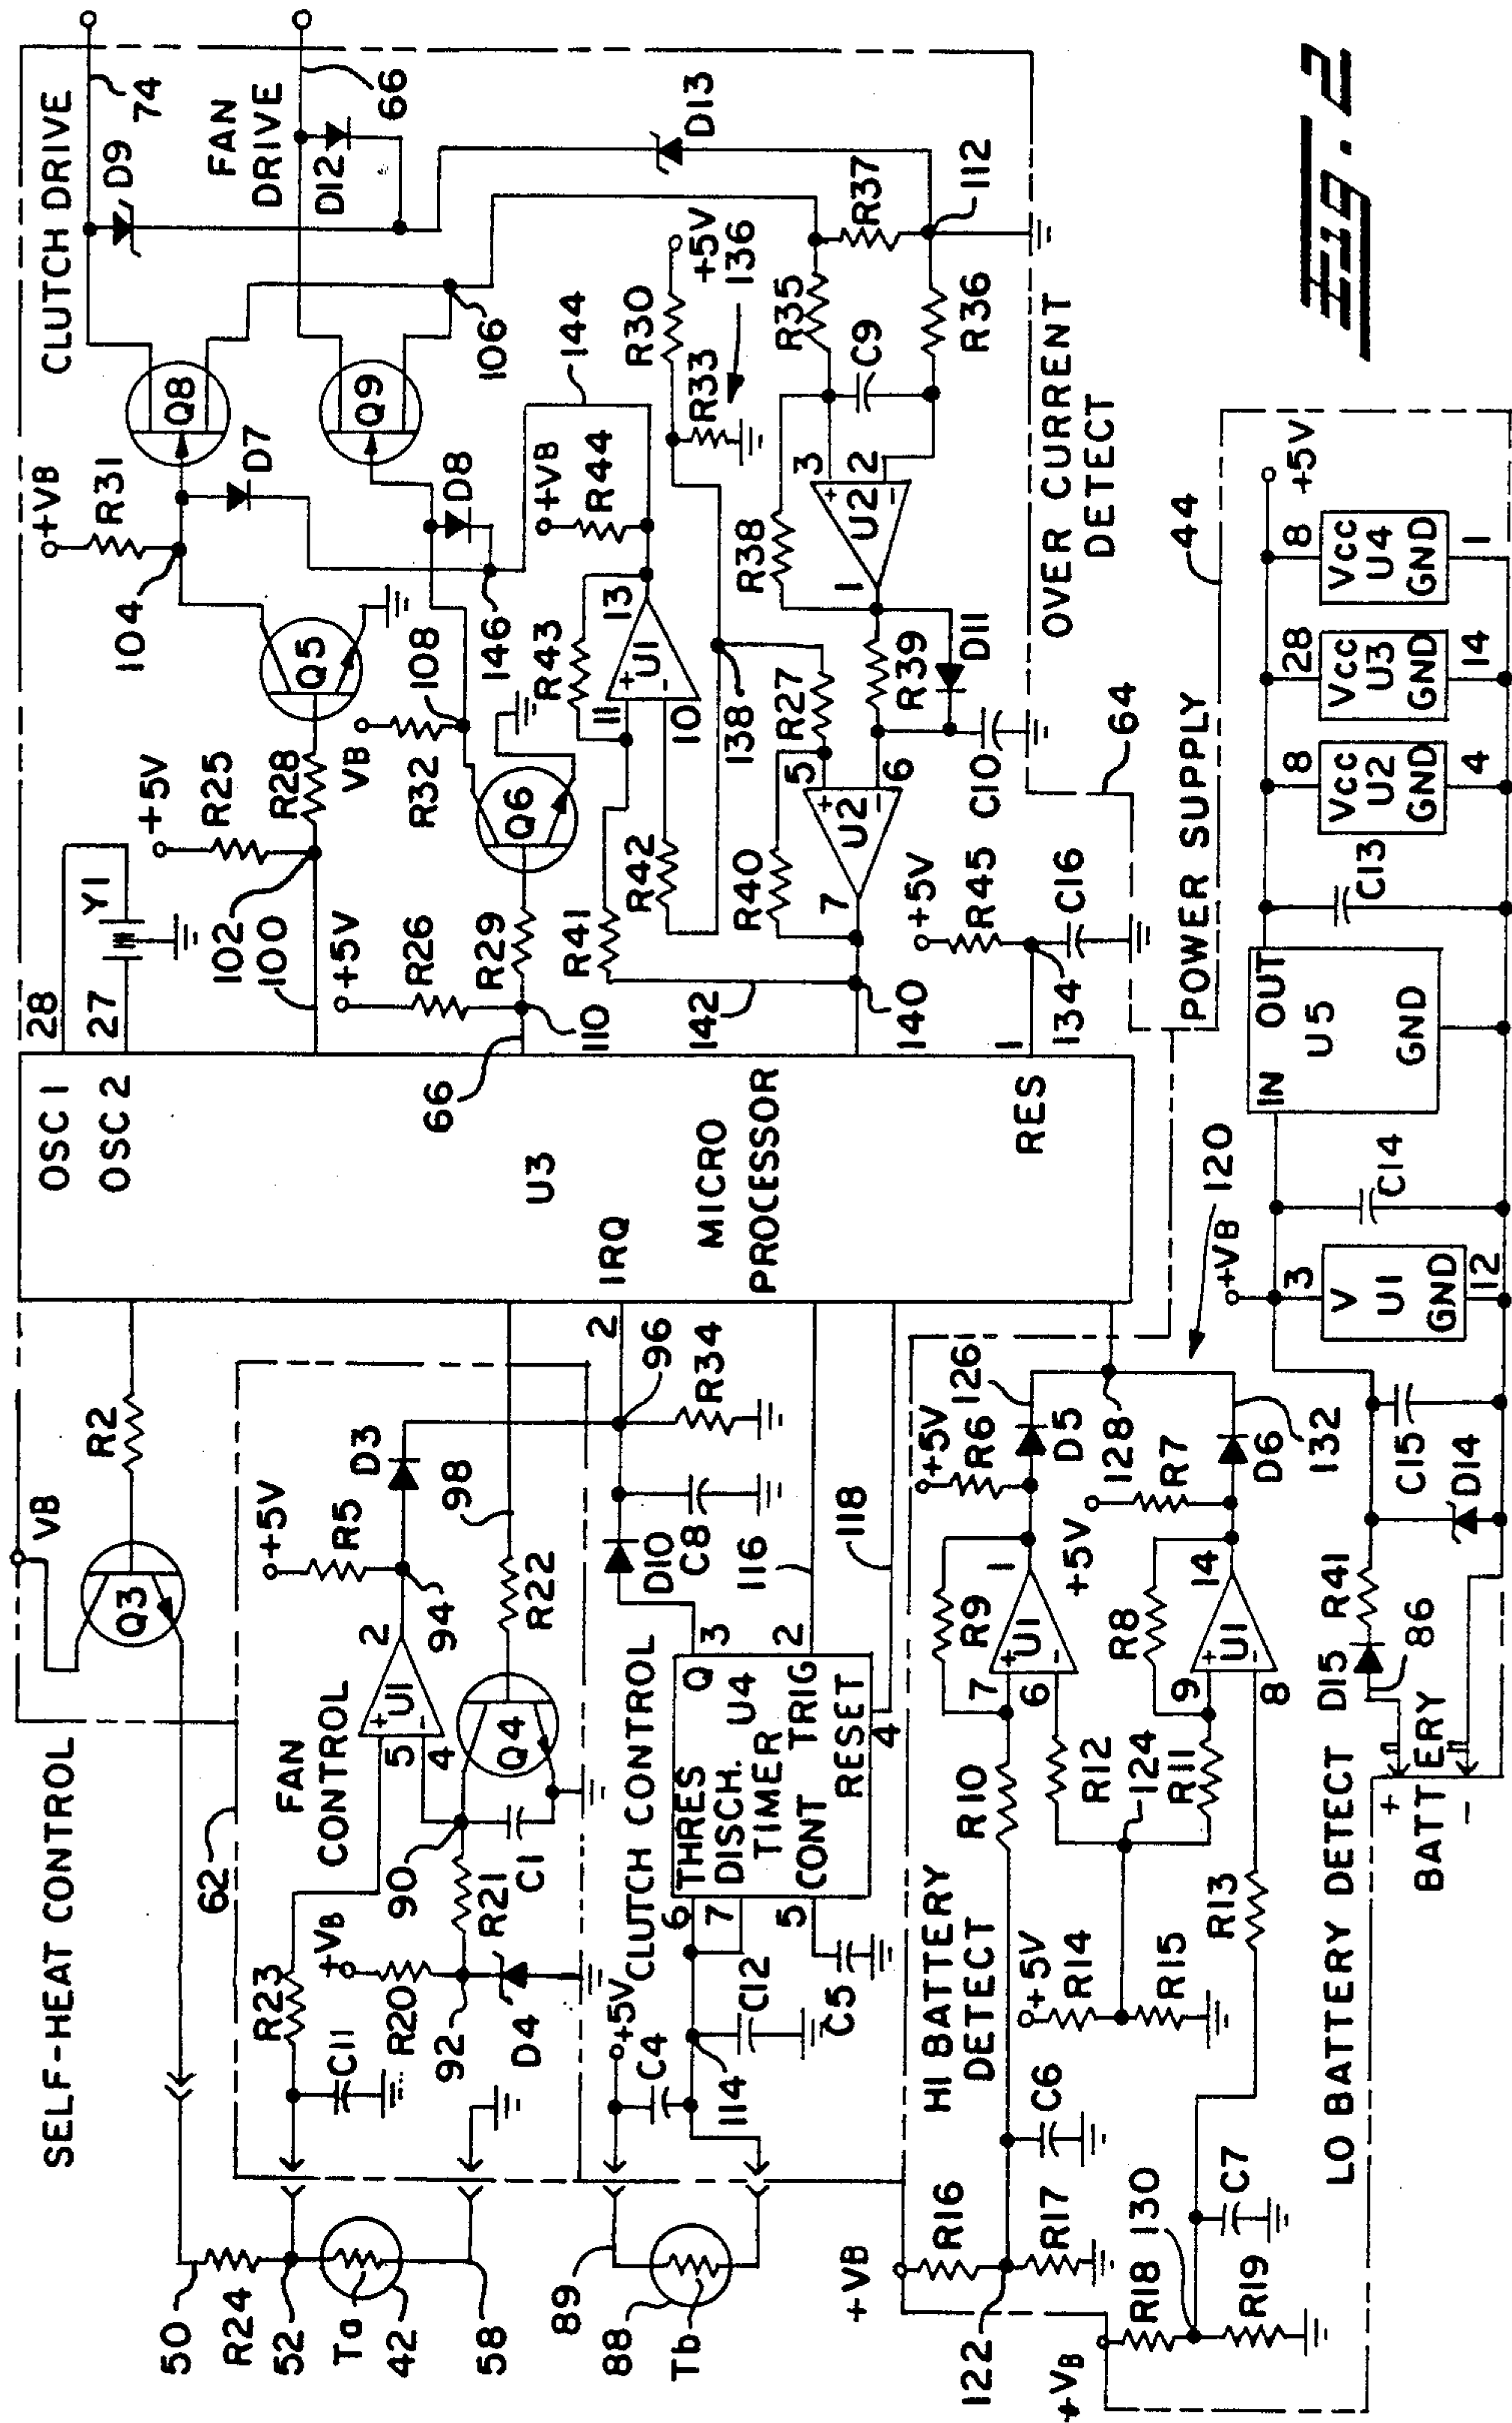 CLUTCH DRIVE
74
D9
FAN
DRIVE
66
D12
D13
+VB
R31
104
Q8
D7
Q9
106
144
D8
+VB
R44
R30
+5V
136
R33
R35
R37
112
C9
R36
Q5
108
146
VB
R32
Q6
R43
13
U1
11
10
138
R38
3
2
U2
1
R39
D11
OVER CURRENT
DETECT
R27
5
6
U2
7
C10
64
+5V
R25
R28
Y1
28
27
102
100
+5V
R26
R29
110
R41
R42
142
R40
140
+5V
R45
C16
134
1
OSC 1
OSC 2
66
U3
MICRO
PROCESSOR
IRQ
RES
VB
R2
Q3
2
96
R34
+5V
R5
D3
98
2
94
U1
5
4
FAN
CONTROL
Q4
R22
D10
C8
116
118
SELF-HEAT CONTROL
62
90
C1
R21
+VB
R20
92
D4
R23
C11
CLUTCH CONTROL
Q
3
THRES
DISCH.
U4
TIMER
TRIG
2
CONT
RESET
4
6
7
5
C5
C12
+5V
C4
114
50
R24
52
Ta
42
58
89
88
Tb
HI BATTERY
DETECT
+5V
R6
126
D5
128
R9
1
U1
7
6
R10
R12
124
+5V
R7
D6
132
R8
14
U1
9
8
R11
R13
+5V
R14
R15
C6
+VB
R16
R17
122
+VB
R18
130
R19
C7
LO BATTERY DETECT
120
44
POWER SUPPLY
+5V
8
VCC
U4
GND
1
28
VCC
U3
GND
14
8
VCC
U2
GND
4
C13
IN
OUT
U5
GND
C14
+VB
3
V
U1
GND
12
C15
D14
R41
D15
86
+
BATTERY
-
Fig. 2